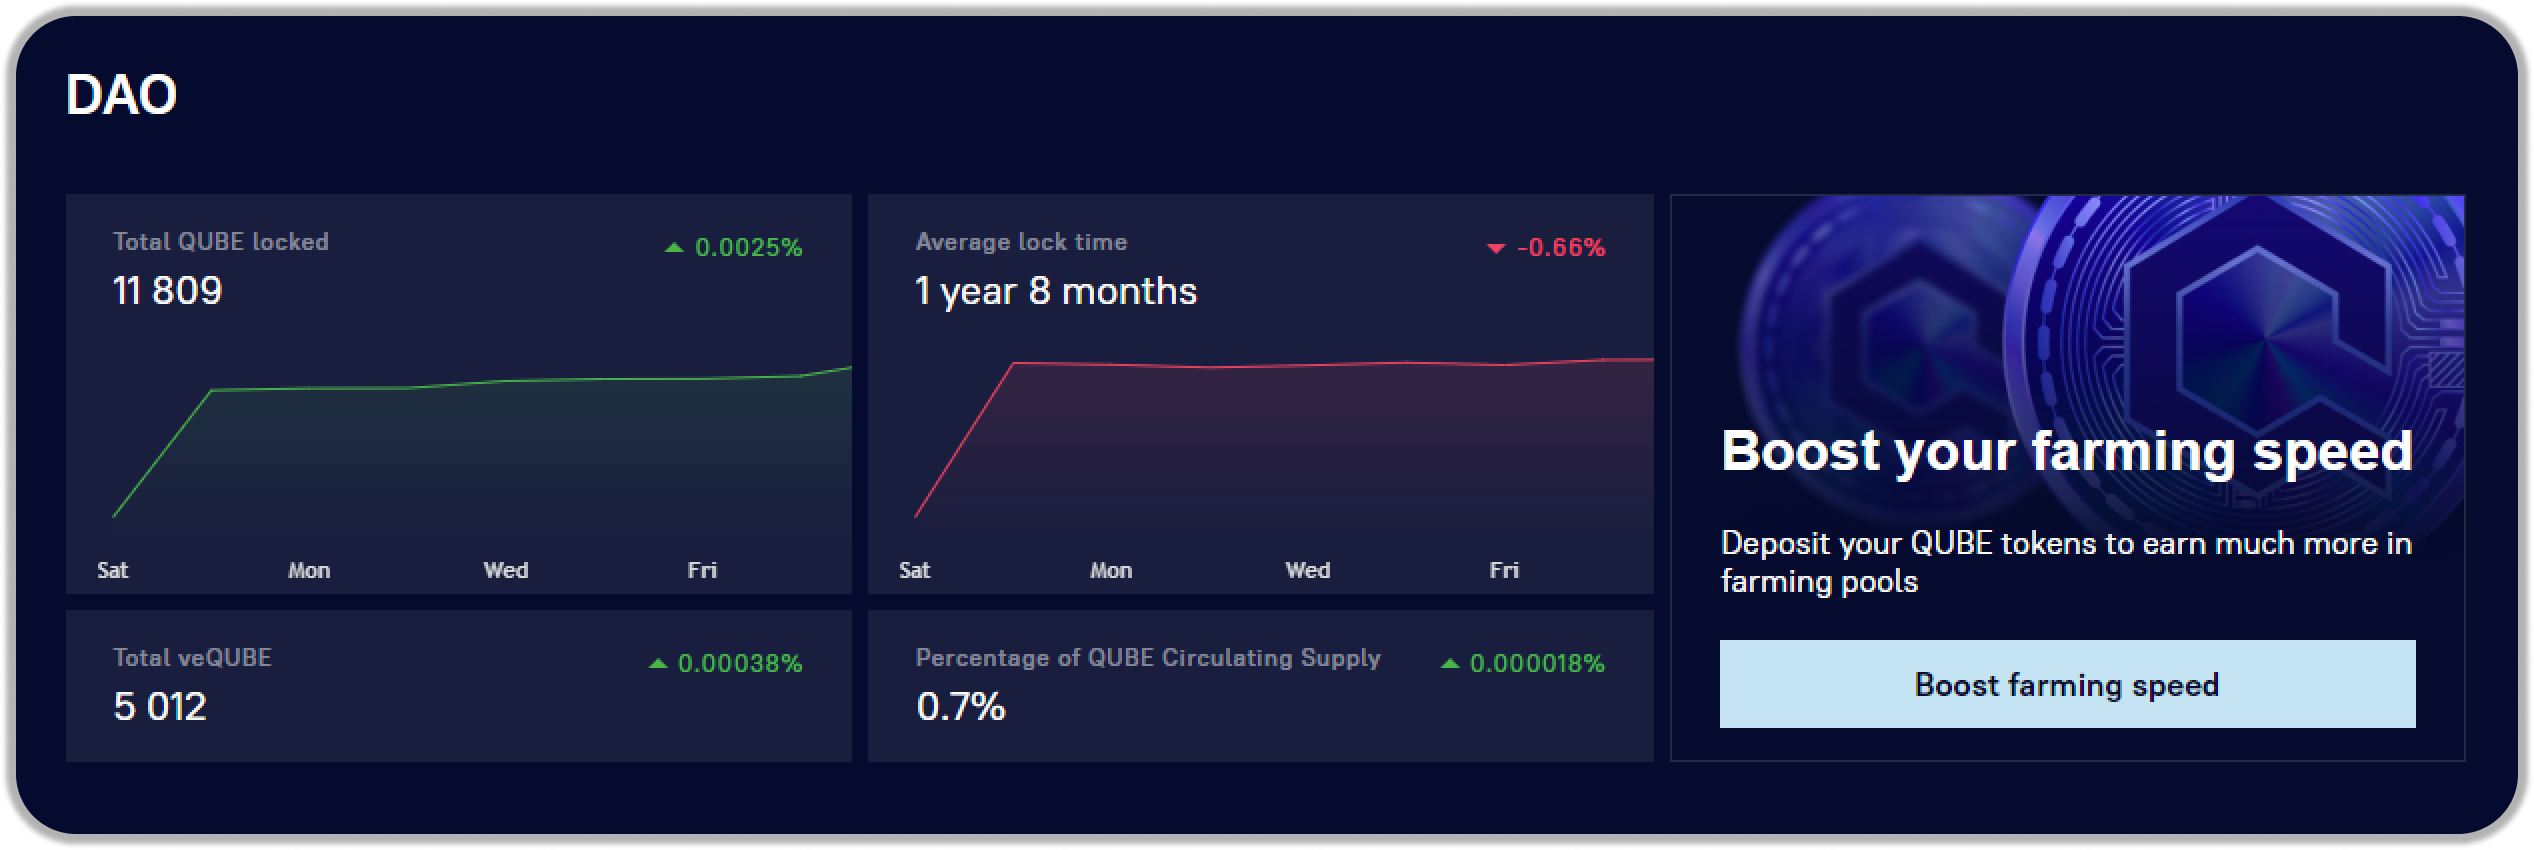 DAO
Total QUBE locked
▲ 0.0025%
11 809
Sat Mon Wed Fri
Average lock time
▼ -0.66%
1 year 8 months
Sat Mon Wed Fri
Total veQUBE
▲ 0.00038%
5 012
Percentage of QUBE Circulating Supply
▲ 0.000018%
0.7%
Boost your farming speed
Deposit your QUBE tokens to earn much more in
farming pools
Boost farming speed